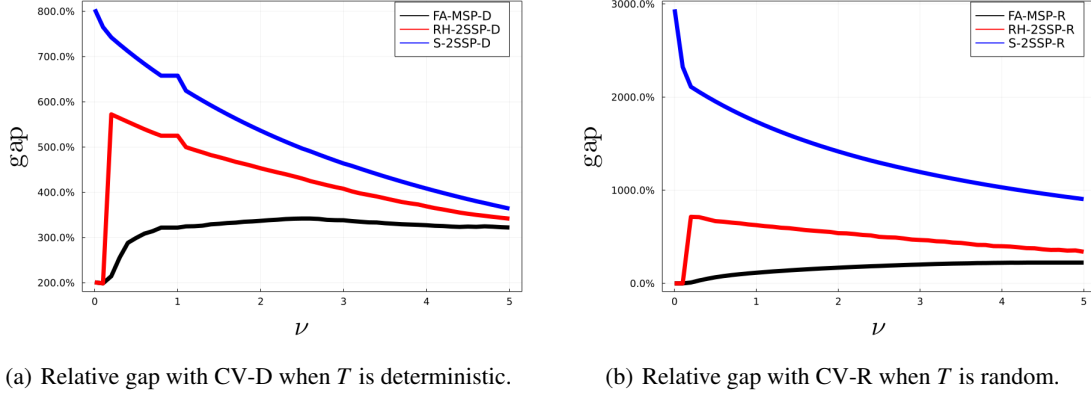 800.0%
700.0%
600.0%
500.0%
400.0%
300.0%
200.0%
gap
FA-MSP-D
RH-2SSP-D
S-2SSP-D
0 1 2 3 4 5
ν
3000.0%
2000.0%
1000.0%
0.0%
gap
FA-MSP-R
RH-2SSP-R
S-2SSP-R
0 1 2 3 4 5
ν
(a) Relative gap with CV-D when T is deterministic.
(b) Relative gap with CV-R when T is random.